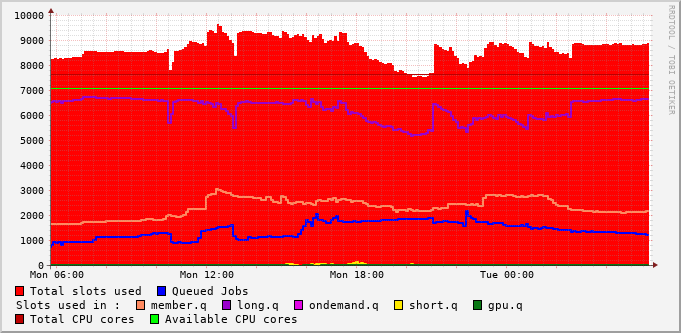 10000
9000
8000
7000
6000
5000
4000
3000
2000
1000
0
Mon 06:00 Mon 12:00 Mon 18:00 Tue 00:00
Total slots used Queued Jobs
Slots used in : member.q long.q ondemand.q short.q gpu.q
Total CPU cores Available CPU cores
RRDTOOL / TOBI OETIKER